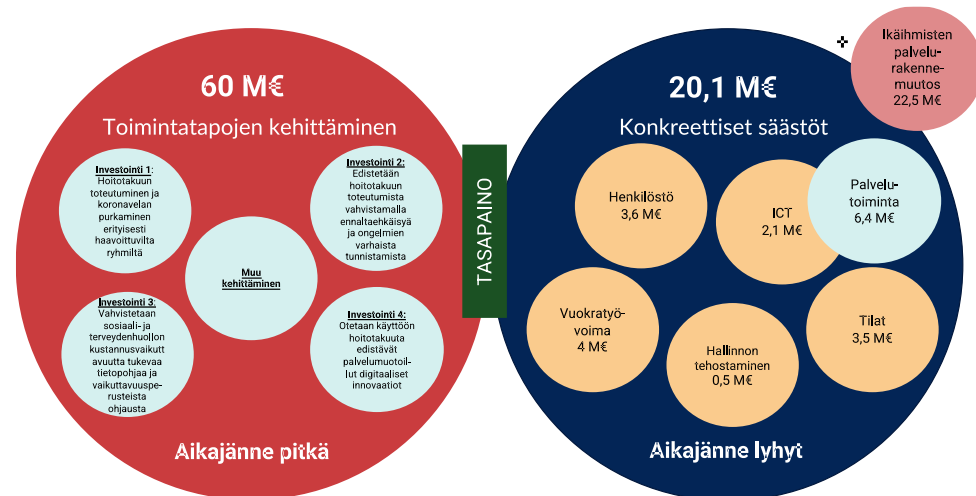 60 M€
Toimintatapojen kehittäminen
Investointi 1:
Hoitotakuun
toteutuminen ja
koronavelan
purkaminen
erityisesti
haavoittuvilta
ryhmiltä
Investointi 2:
Edistetään
hoitotakuun
toteutumista
vahvistamalla
ennaltaehkäisyä
ja ongelmien
varhaista
tunnistamista
Muu
kehittäminen
Investointi 3:
Vahvistetaan
sosiaali- ja
terveydenhuollon
kustannusvaikutt
avuutta tukevaa
tietopohjaa ja
vaikuttavuuspe-
rusteista
ohjausta
Investointi 4:
Otetaan käyttöön
hoitotakuuta
edistävät
palvelumuotoil-
lut digitaaliset
innovaatiot
Aikajänne pitkä
TASAPAINO
20,1 M€
Konkreettiset säästöt
Ikäihmisten
palvelu-
rakenne-
muutos
22,5 M€
Henkilöstö
3,6 M€
ICT
2,1 M€
Palvelu-
toiminta
6,4 M€
Vuokratyö-
voima
4 M€
Hallinnon
tehostaminen
0,5 M€
Tilat
3,5 M€
Aikajänne lyhyt